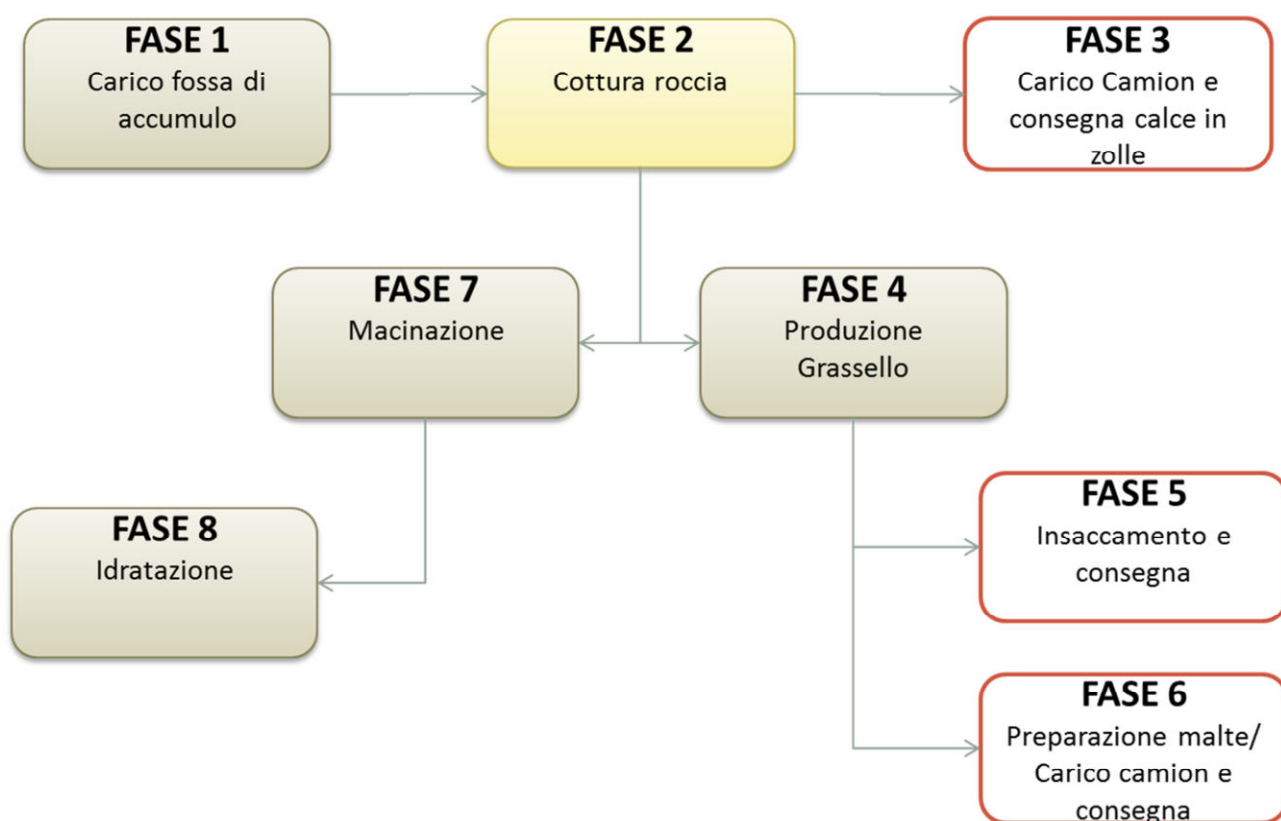 FASE 1
Carico fossa di
accumulo
FASE 2
Cottura roccia
FASE 3
Carico Camion e
consegna calce in
zolle
FASE 7
Macinazione
FASE 4
Produzione
Grassello
FASE 8
Idratazione
FASE 5
Insaccamento e
consegna
FASE 6
Preparazione malte/
Carico camion e
consegna